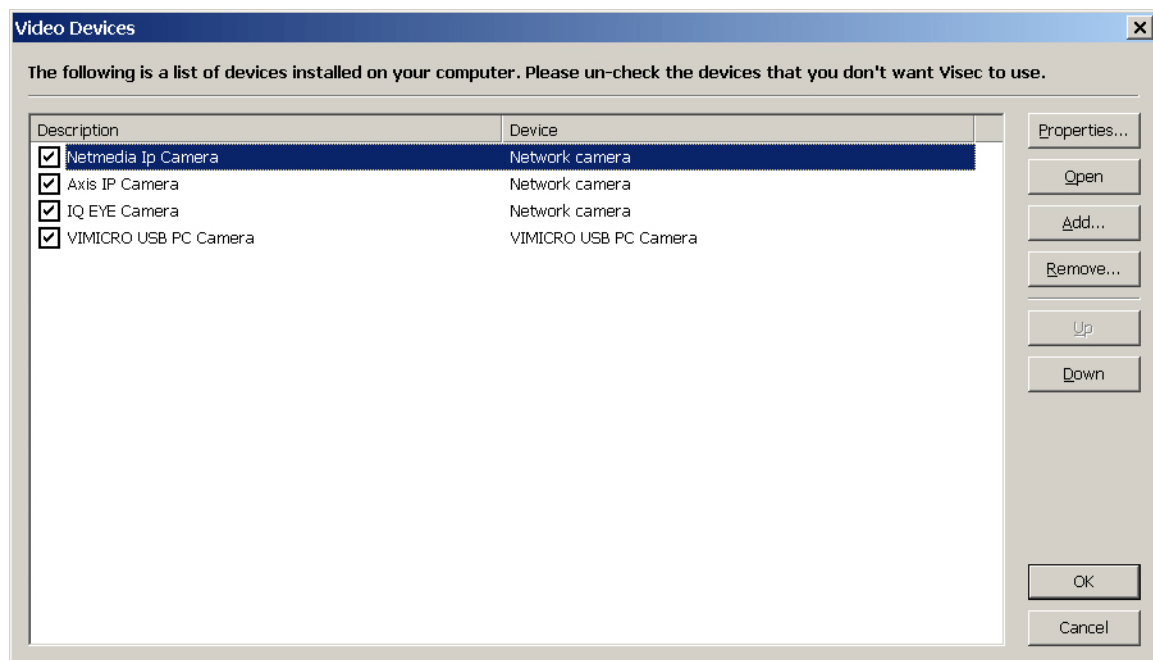 Video Devices
The following is a list of devices installed on your computer. Please un-check the devices that you don't want Visec to use.
Description Device
Netmedia Ip Camera Network camera
Axis IP Camera Network camera
IQ EYE Camera Network camera
VIMICRO USB PC Camera VIMICRO USB PC Camera
Properties...
Open
Add...
Remove...
Up
Down
OK
Cancel